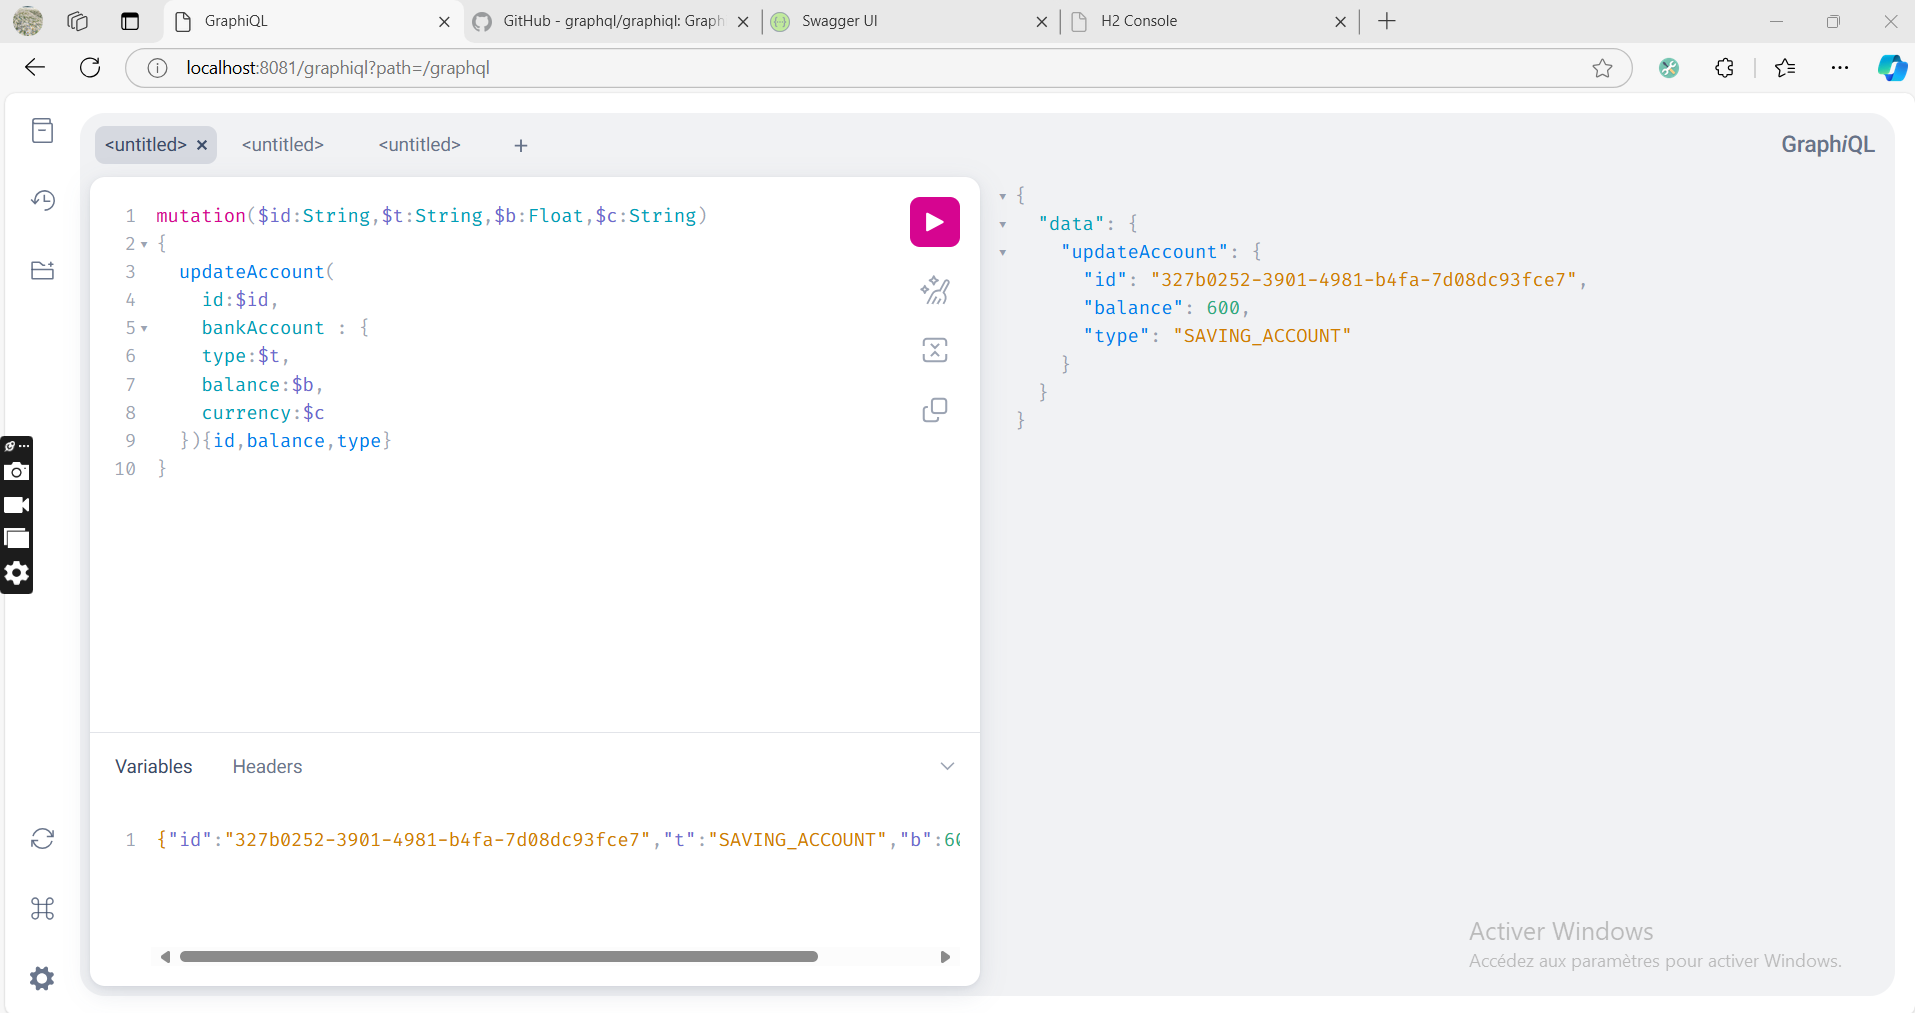 GraphiQL
GitHub - graphql/graphiql: Graph
Swagger UI
H2 Console
localhost:8081/graphiql?path=/graphql
<untitled>
<untitled>
<untitled>
GraphiQL
1 mutation($id:String,$t:String,$b:Float,$c:String)
2 {
3 updateAccount(
4 id:$id,
5 bankAccount : {
6 type:$t,
7 balance:$b,
8 currency:$c
9 }){id,balance,type}
10 }
{
"data": {
"updateAccount": {
"id": "327b0252-3901-4981-b4fa-7d08dc93fce7",
"balance": 600,
"type": "SAVING_ACCOUNT"
}
}
}
Variables Headers
1 {"id":"327b0252-3901-4981-b4fa-7d08dc93fce7","t":"SAVING_ACCOUNT","b":6
Activer Windows
Accédez aux paramètres pour activer Windows.